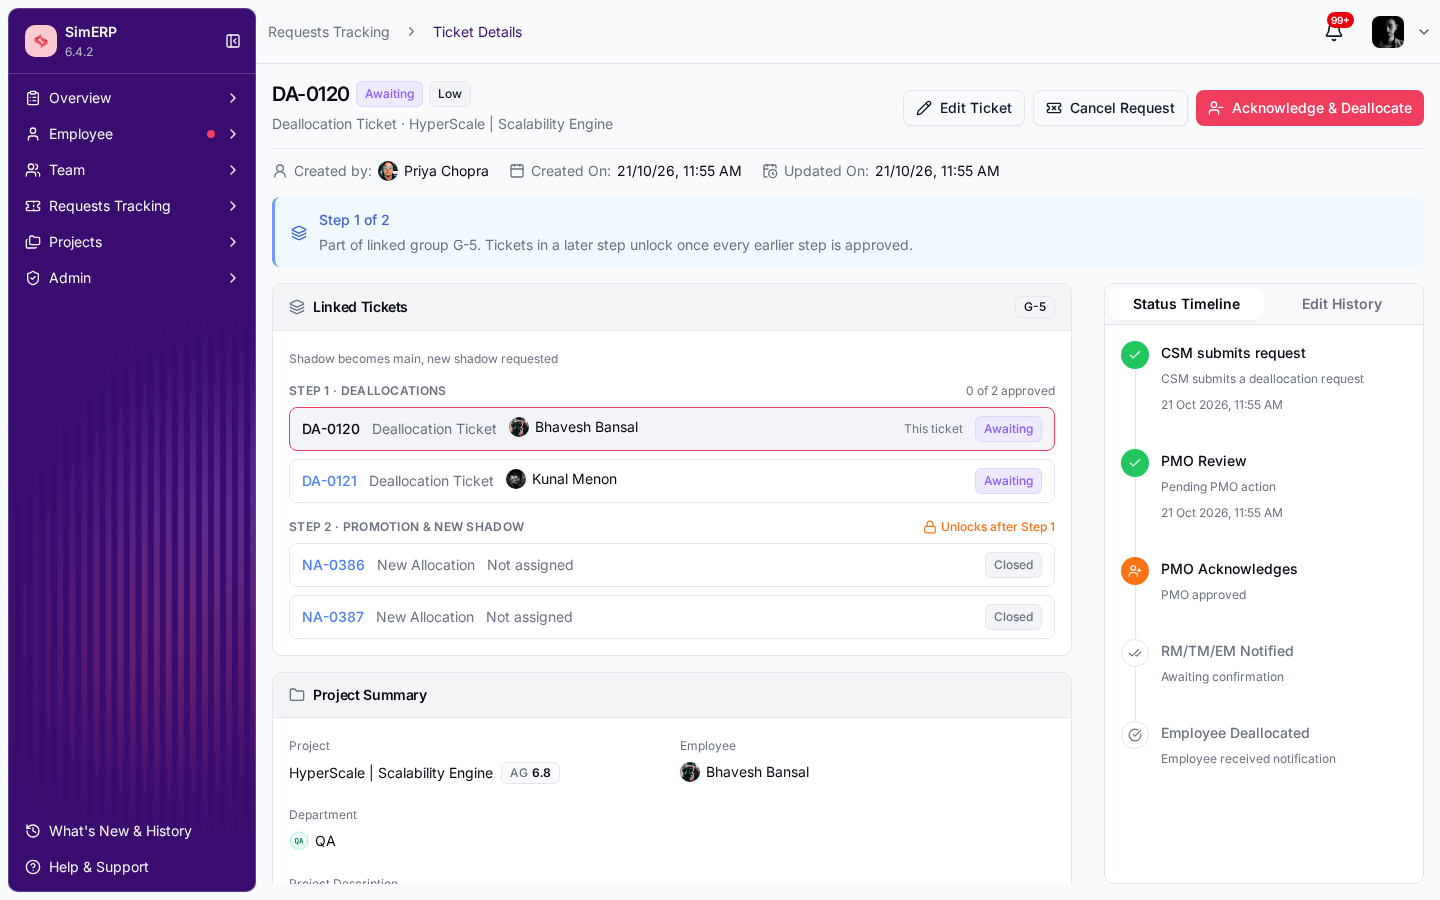 SimERP
6.4.2
Overview
Employee
Team
Requests Tracking
Projects
Admin
What's New & History
Help & Support
Requests Tracking > Ticket Details
99+
DA-0120 Awaiting Low
Deallocation Ticket · HyperScale | Scalability Engine
Edit Ticket
Cancel Request
Acknowledge & Deallocate
Created by: Priya Chopra Created On: 21/10/26, 11:55 AM Updated On: 21/10/26, 11:55 AM
Step 1 of 2
Part of linked group G-5. Tickets in a later step unlock once every earlier step is approved.
Linked Tickets G-5
Shadow becomes main, new shadow requested
STEP 1 · DEALLOCATIONS 0 of 2 approved
DA-0120 Deallocation Ticket Bhavesh Bansal This ticket Awaiting
DA-0121 Deallocation Ticket Kunal Menon Awaiting
STEP 2 · PROMOTION & NEW SHADOW Unlocks after Step 1
NA-0386 New Allocation Not assigned Closed
NA-0387 New Allocation Not assigned Closed
Project Summary
Project Employee
HyperScale | Scalability Engine AG 6.8 Bhavesh Bansal
Department
QA QA
Project Description
Status Timeline Edit History
CSM submits request
CSM submits a deallocation request
21 Oct 2026, 11:55 AM
PMO Review
Pending PMO action
21 Oct 2026, 11:55 AM
PMO Acknowledges
PMO approved
RM/TM/EM Notified
Awaiting confirmation
Employee Deallocated
Employee received notification